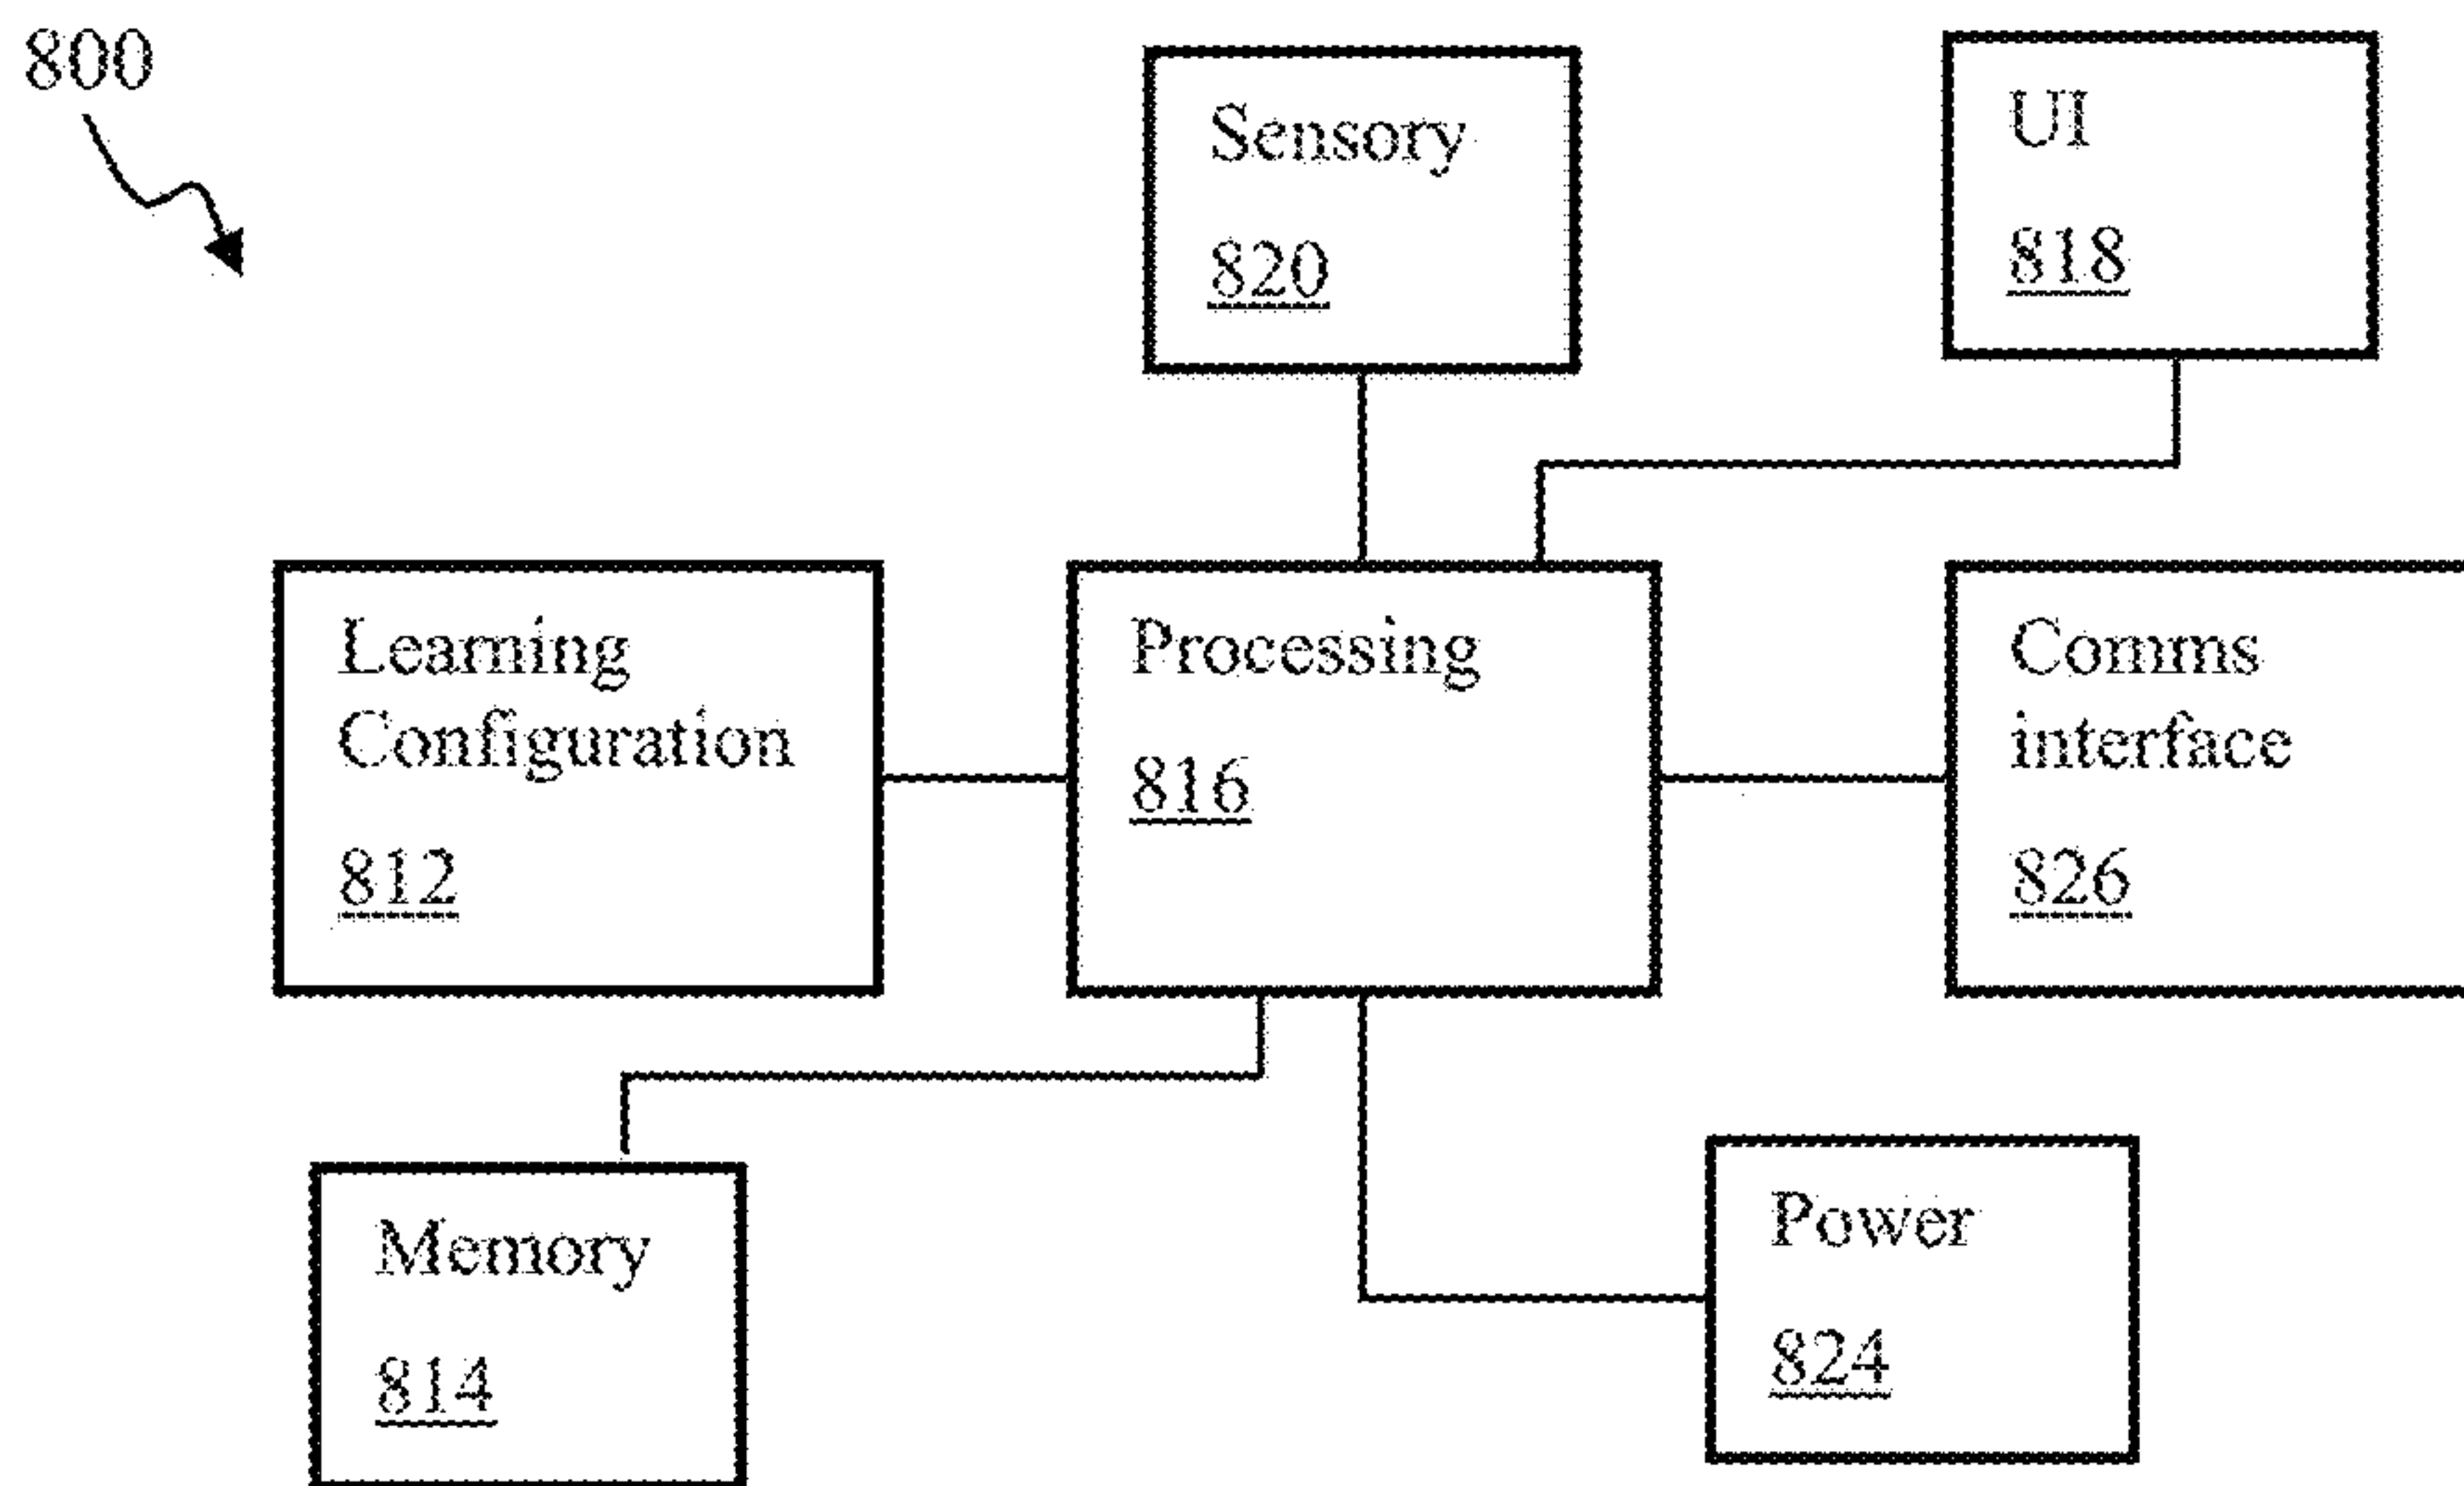 800
Sensory
820
UI
818
Learning
Configuration
812
Processing
816
Comms
interface
826
Memory
814
Power
824